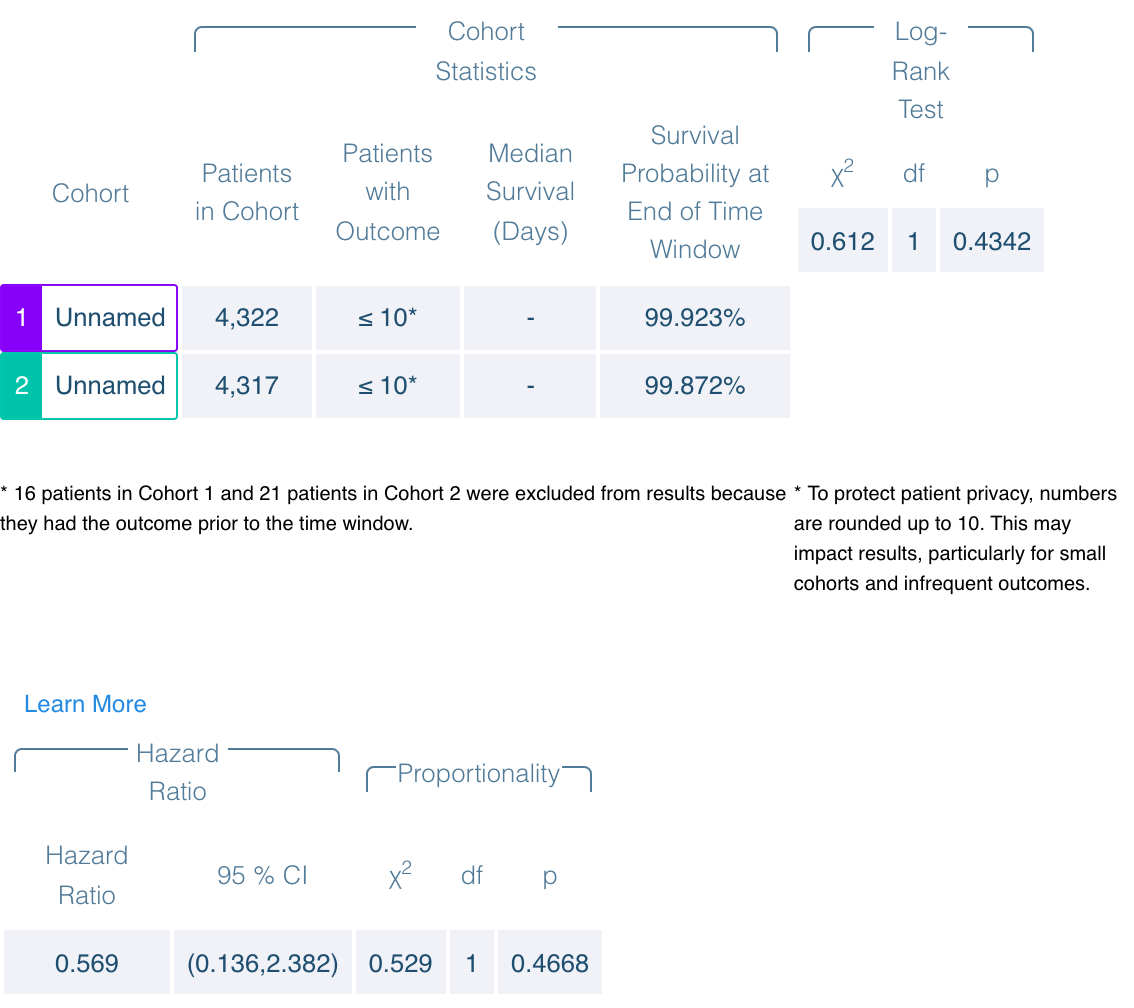 Cohort
Statistics
Log-
Rank
Test
Cohort
Patients
in Cohort
Patients
with
Outcome
Median
Survival
(Days)
Survival
Probability at
End of Time
Window
χ² df p
0.612 1 0.4342
1 Unnamed 4,322 ≤ 10* - 99.923%
2 Unnamed 4,317 ≤ 10* - 99.872%
* 16 patients in Cohort 1 and 21 patients in Cohort 2 were excluded from results because
they had the outcome prior to the time window.
* To protect patient privacy, numbers
are rounded up to 10. This may
impact results, particularly for small
cohorts and infrequent outcomes.
Learn More
Hazard
Ratio
Proportionality
Hazard
Ratio
95 % CI χ² df p
0.569 (0.136,2.382) 0.529 1 0.4668